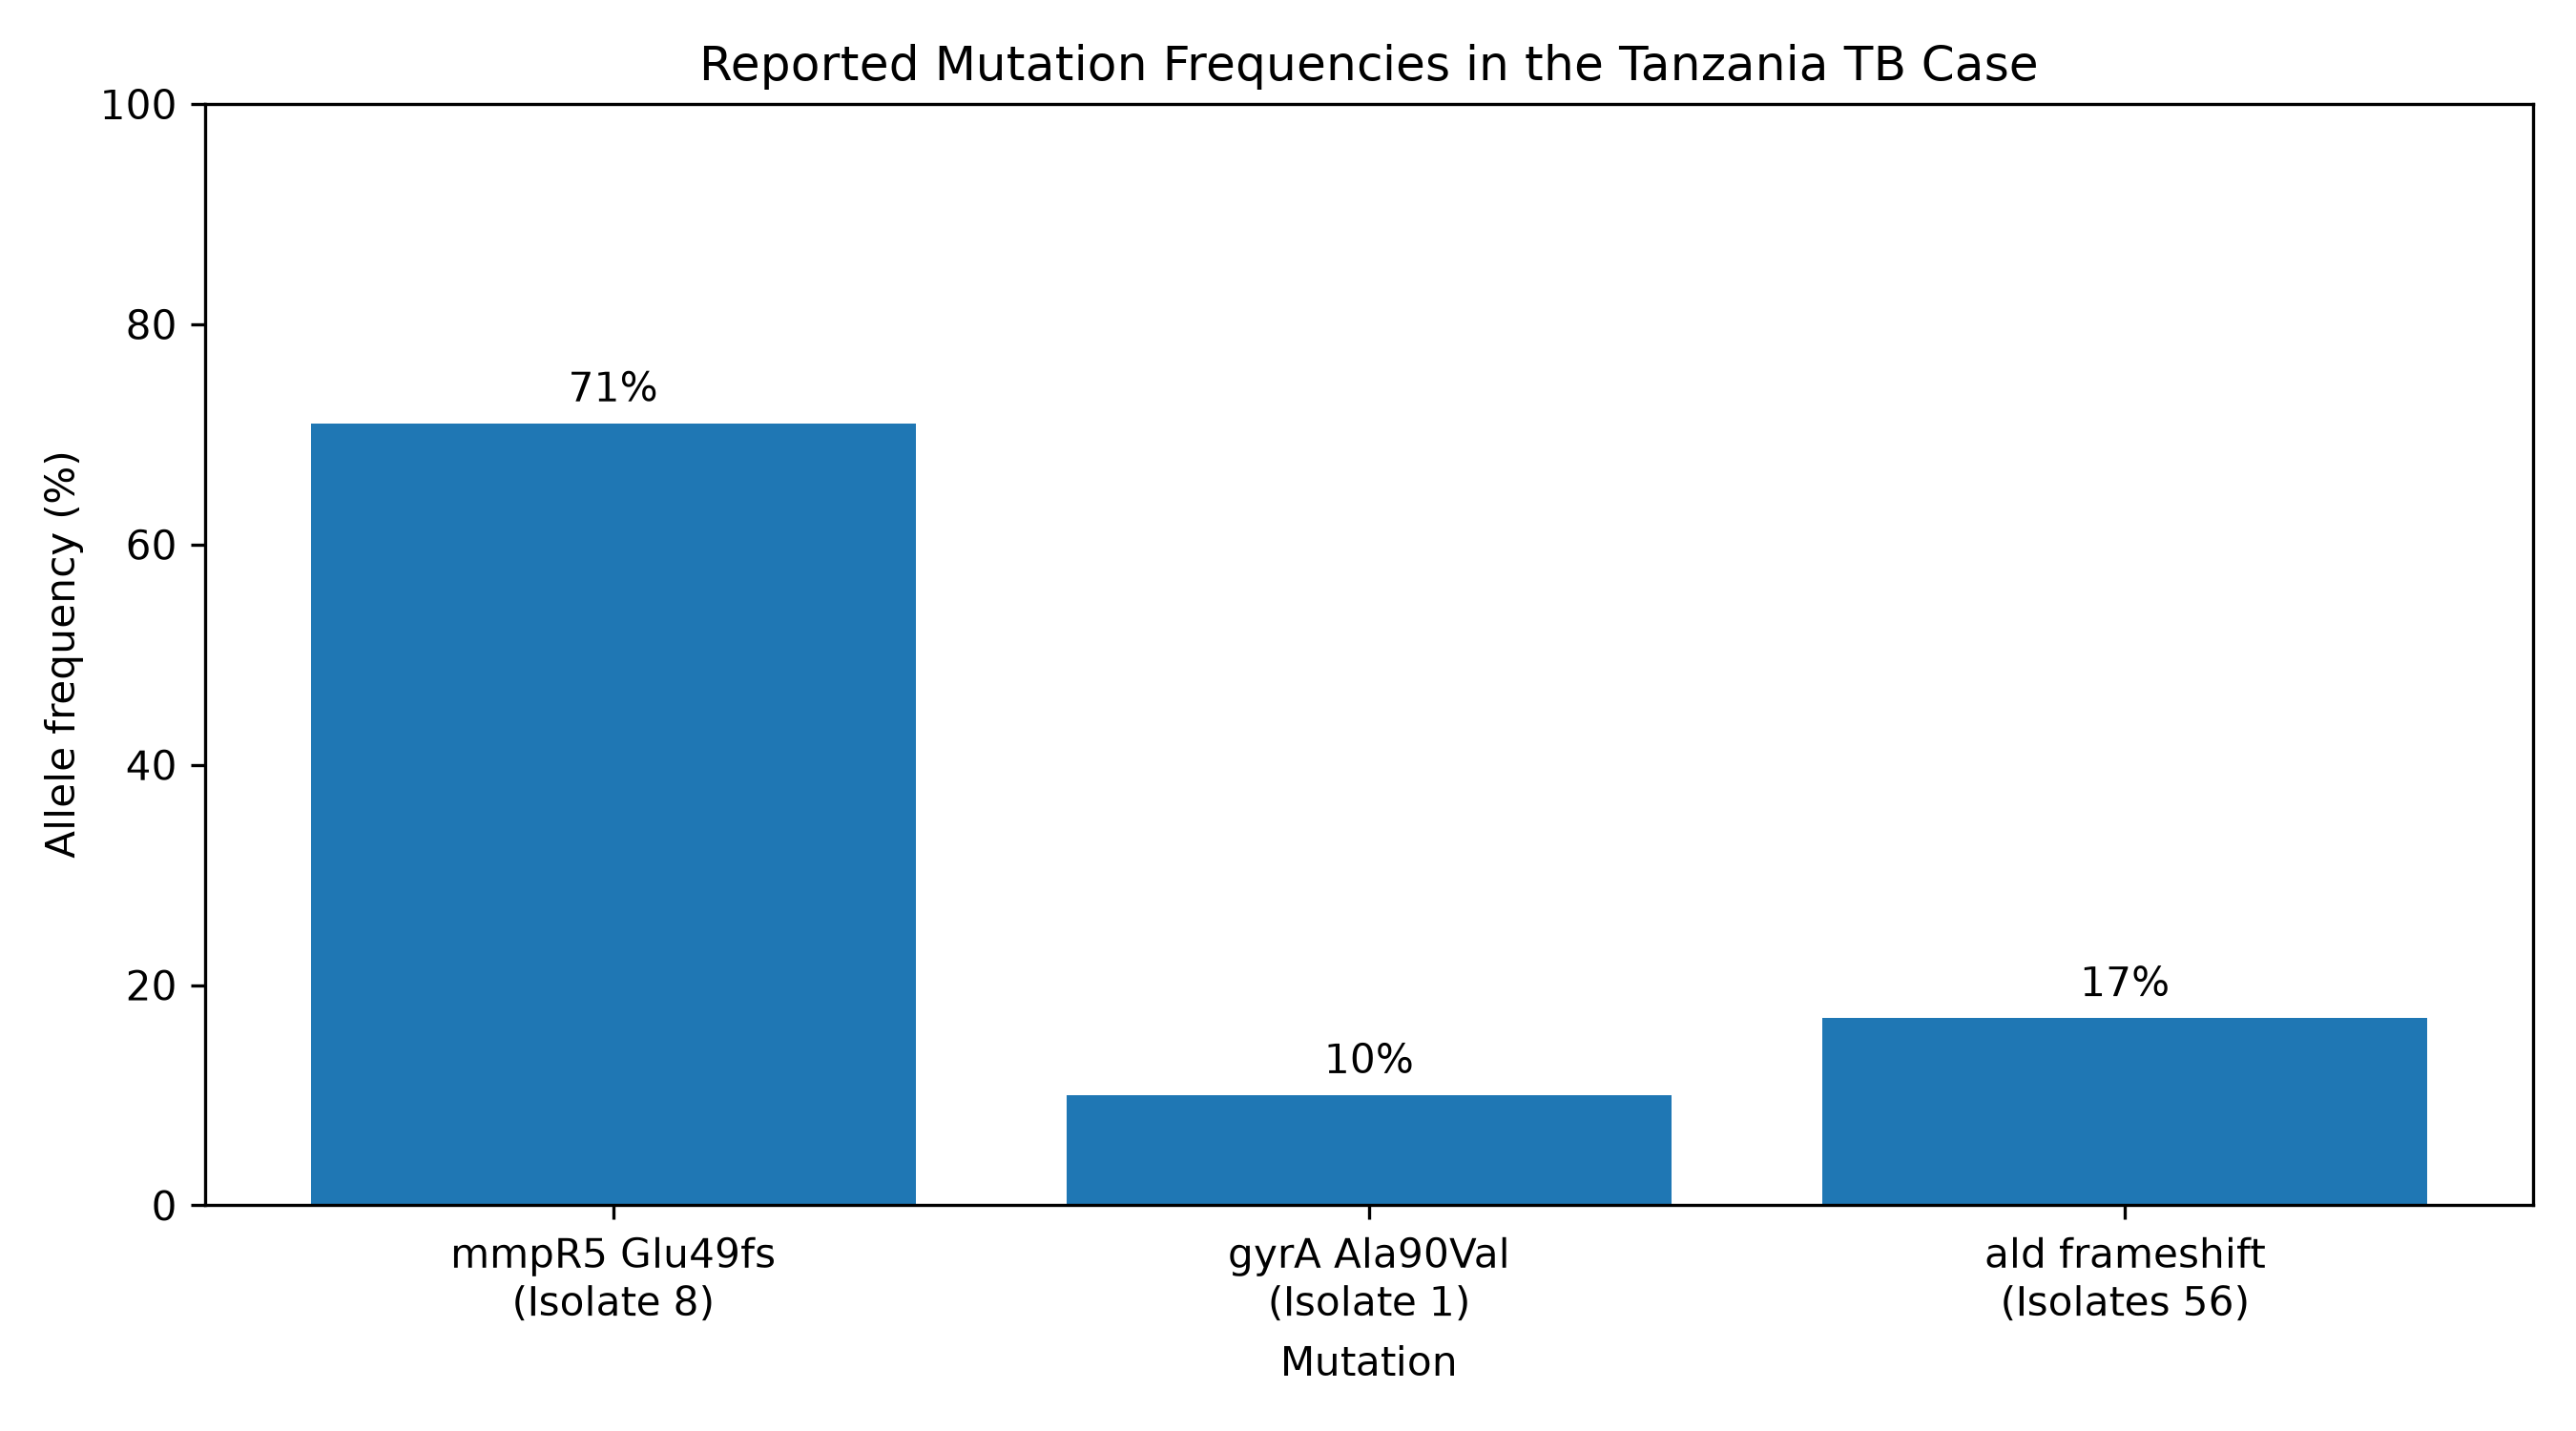 Reported Mutation Frequencies in the Tanzania TB Case
Allele frequency (%)
100
80
60
40
20
0
71%
10%
17%
mmpR5 Glu49fs
(Isolate 8)
gyrA Ala90Val
(Isolate 1)
ald frameshift
(Isolates 56)
Mutation